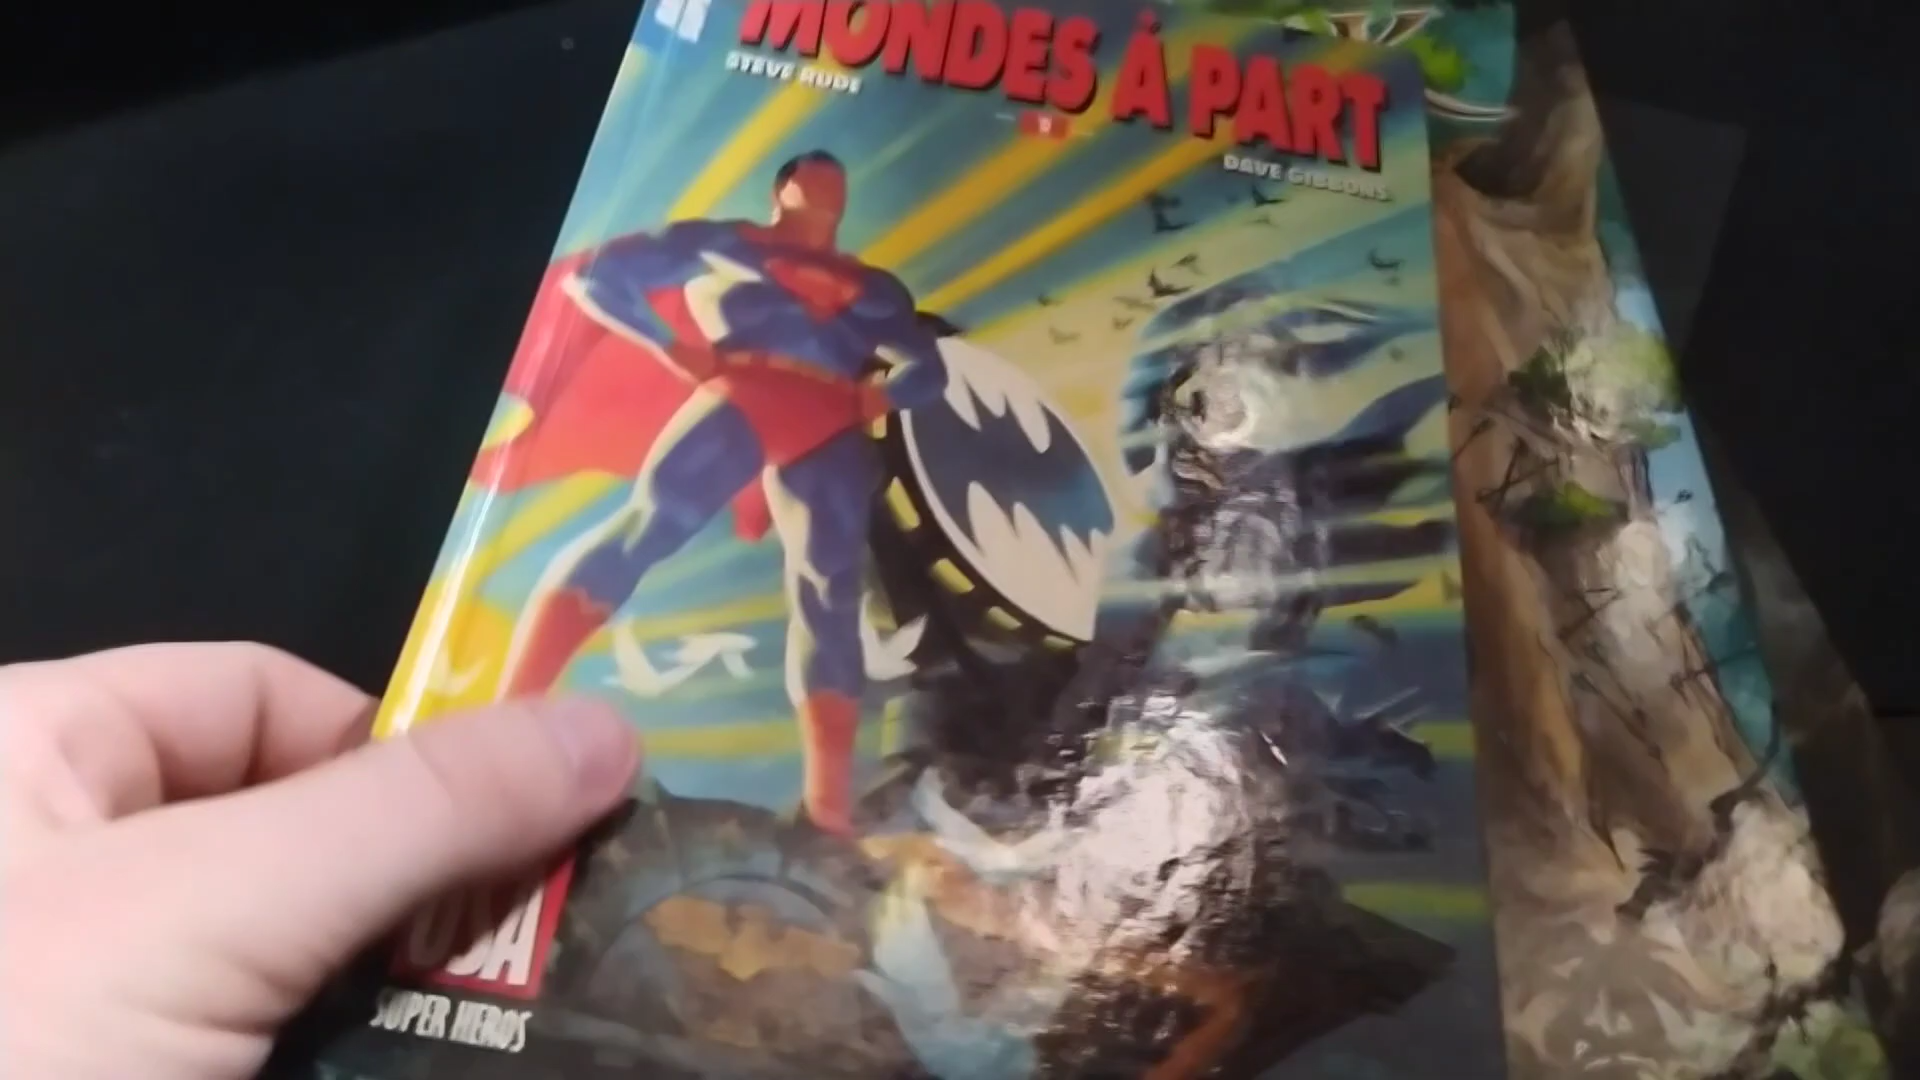 MONDES À PART
STEVE RUDE
DAVE GIBBONS
USA
SUPER HEROS